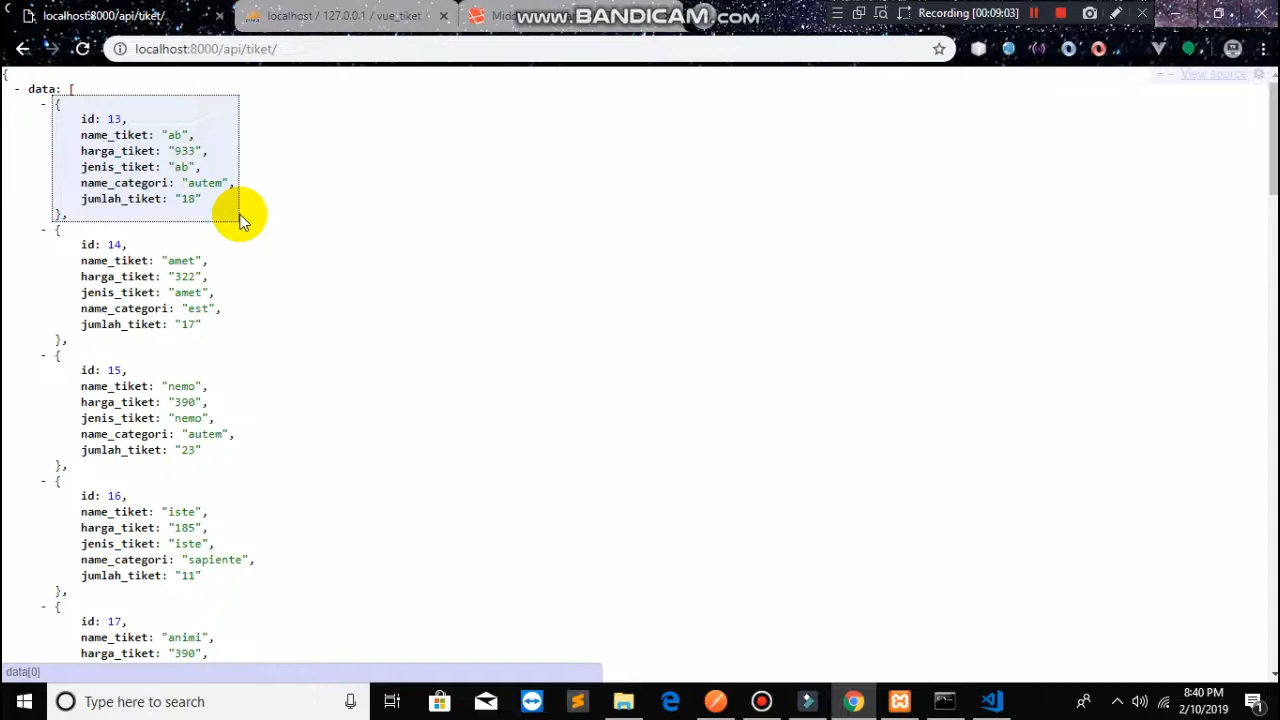 localhost:8000/api/tiket/
localhost / 127.0.0.1 / vue_tiket
Midd
www.BANDICAM.com
Recording [00:09:03]
localhost:8000/api/tiket/
View source
{
- data: [
- {
id: 13,
name_tiket: "ab",
harga_tiket: "933",
jenis_tiket: "ab",
name_categori: "autem",
jumlah_tiket: "18"
},
- {
id: 14,
name_tiket: "amet",
harga_tiket: "322",
jenis_tiket: "amet",
name_categori: "est",
jumlah_tiket: "17"
},
- {
id: 15,
name_tiket: "nemo",
harga_tiket: "390",
jenis_tiket: "nemo",
name_categori: "autem",
jumlah_tiket: "23"
},
- {
id: 16,
name_tiket: "iste",
harga_tiket: "185",
jenis_tiket: "iste",
name_categori: "sapiente",
jumlah_tiket: "11"
},
- {
id: 17,
name_tiket: "animi",
harga_tiket: "390",
data[0]
Type here to search
8:40 PM
2/10/2019